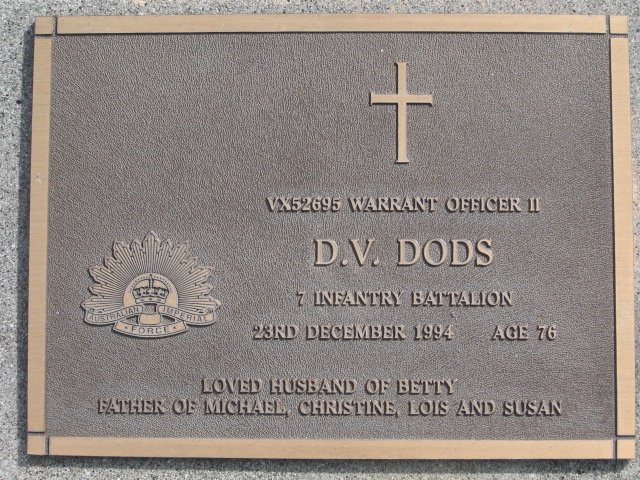 VX52695 WARRANT OFFICER II
D.V. DODS
7 INFANTRY BATTALION
23RD DECEMBER 1994 AGE 76
AUSTRALIAN IMPERIAL
FORCE
LOVED HUSBAND OF BETTY
FATHER OF MICHAEL, CHRISTINE, LOIS AND SUSAN